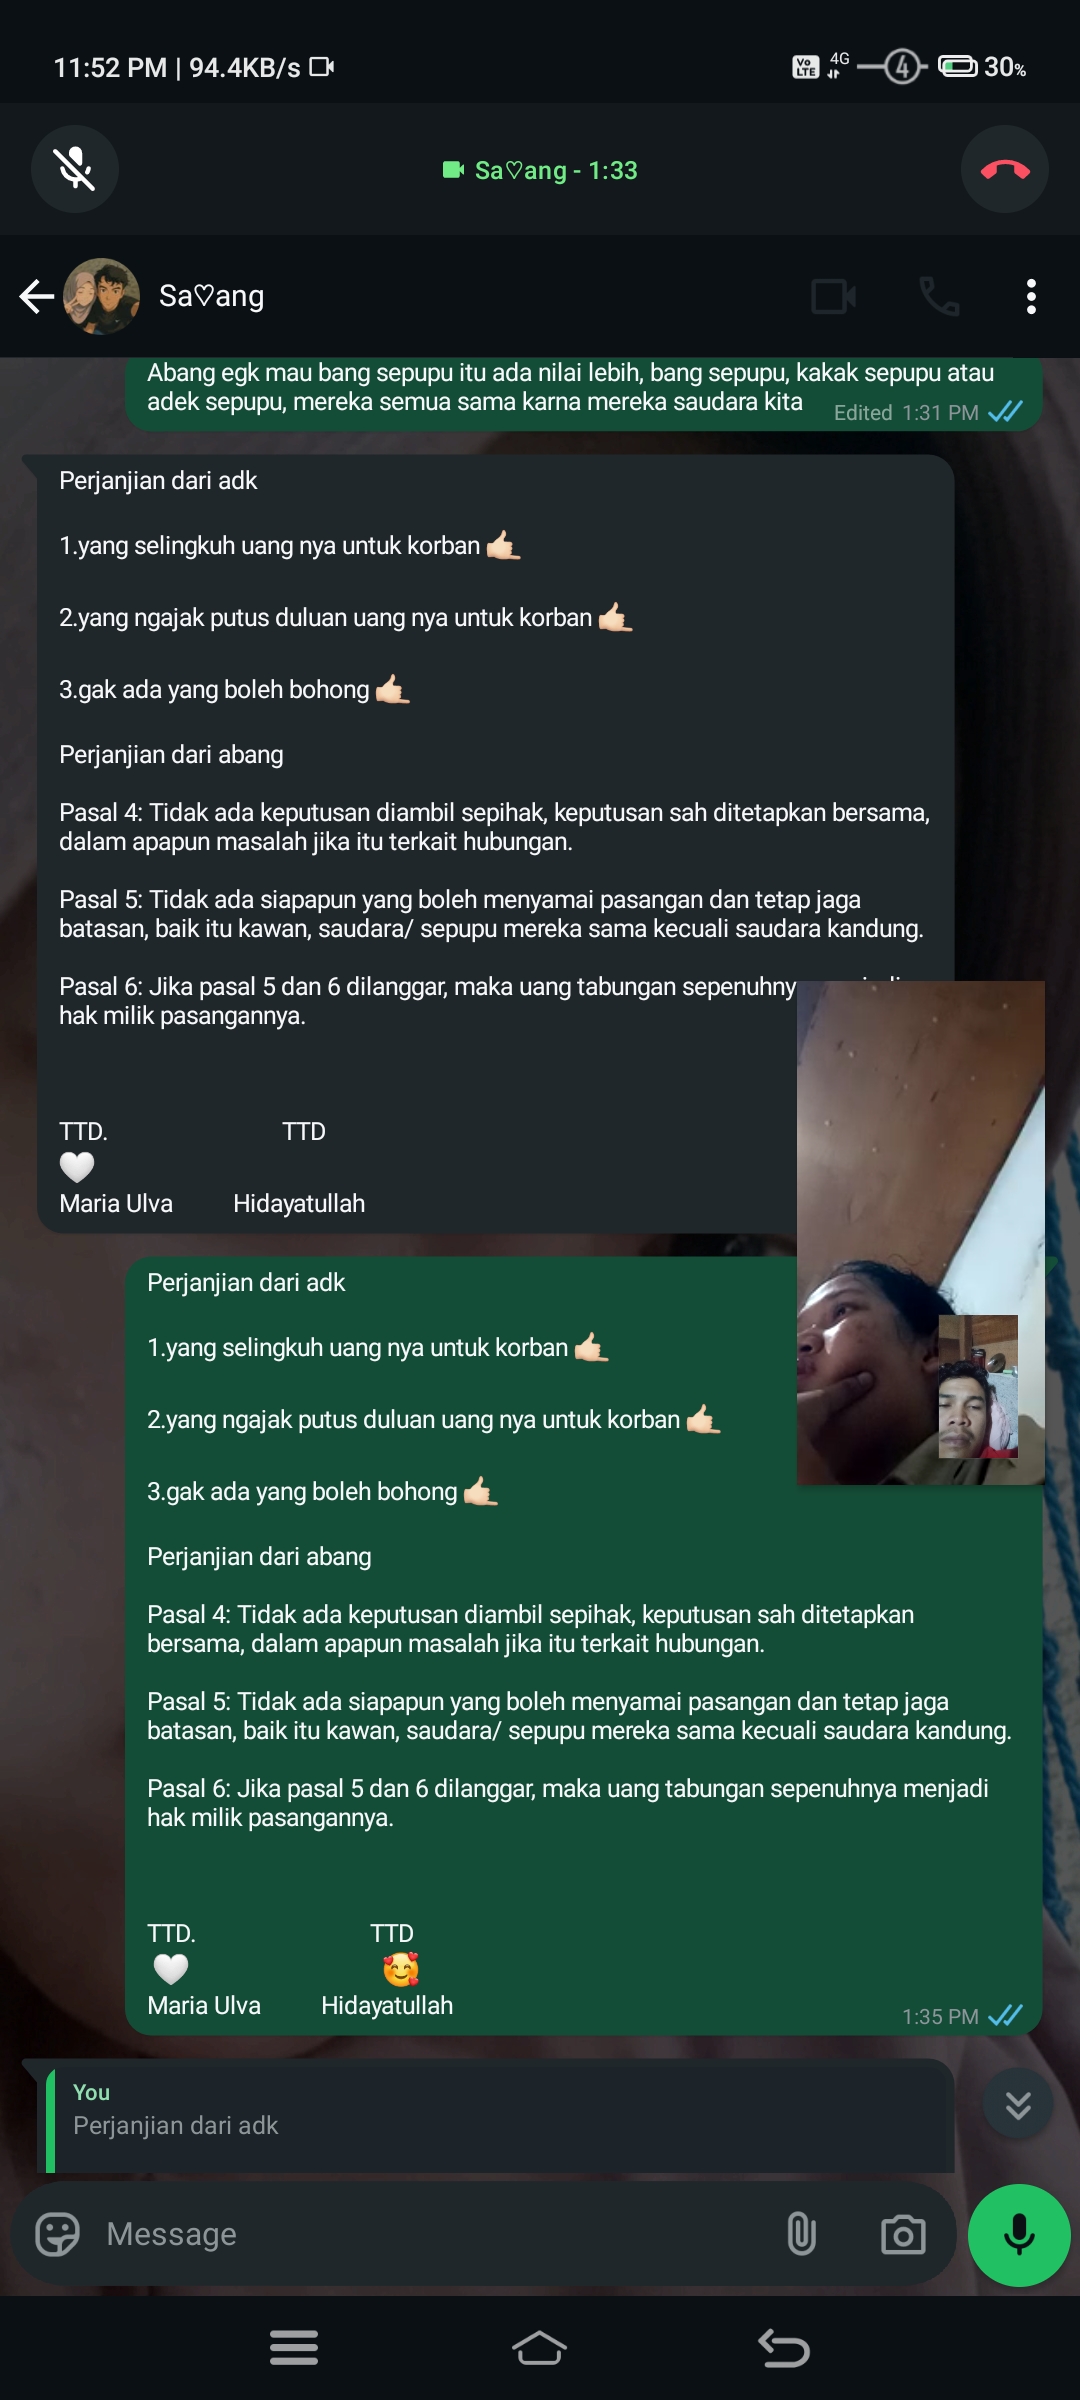 11:52 PM | 94.4KB/s
Vo LTE 4G 4 30%
Sa♡ang - 1:33
Sa♡ang
Abang egk mau bang sepupu itu ada nilai lebih, bang sepupu, kakak sepupu atau
adek sepupu, mereka semua sama karna mereka saudara kita
Edited 1:31 PM
Perjanjian dari adk
1.yang selingkuh uang nya untuk korban 🤙🏻
2.yang ngajak putus duluan uang nya untuk korban 🤙🏻
3.gak ada yang boleh bohong 🤙🏻
Perjanjian dari abang
Pasal 4: Tidak ada keputusan diambil sepihak, keputusan sah ditetapkan bersama,
dalam apapun masalah jika itu terkait hubungan.
Pasal 5: Tidak ada siapapun yang boleh menyamai pasangan dan tetap jaga
batasan, baik itu kawan, saudara/ sepupu mereka sama kecuali saudara kandung.
Pasal 6: Jika pasal 5 dan 6 dilanggar, maka uang tabungan
hak milik pasangannya.
TTD. TTD
🤍
Maria Ulva Hidayatullah
Perjanjian dari adk
1.yang selingkuh uang nya untuk korban 🤙🏻
2.yang ngajak putus duluan uang nya untuk korban 🤙🏻
3.gak ada yang boleh bohong 🤙🏻
Perjanjian dari abang
Pasal 4: Tidak ada keputusan diambil sepihak, keputusan sah ditetapkan
bersama, dalam apapun masalah jika itu terkait hubungan.
Pasal 5: Tidak ada siapapun yang boleh menyamai pasangan dan tetap jaga
batasan, baik itu kawan, saudara/ sepupu mereka sama kecuali saudara kandung.
Pasal 6: Jika pasal 5 dan 6 dilanggar, maka uang tabungan sepenuhnya menjadi
hak milik pasangannya.
TTD. TTD
🤍 🥰
Maria Ulva Hidayatullah
1:35 PM
You
Perjanjian dari adk
Message